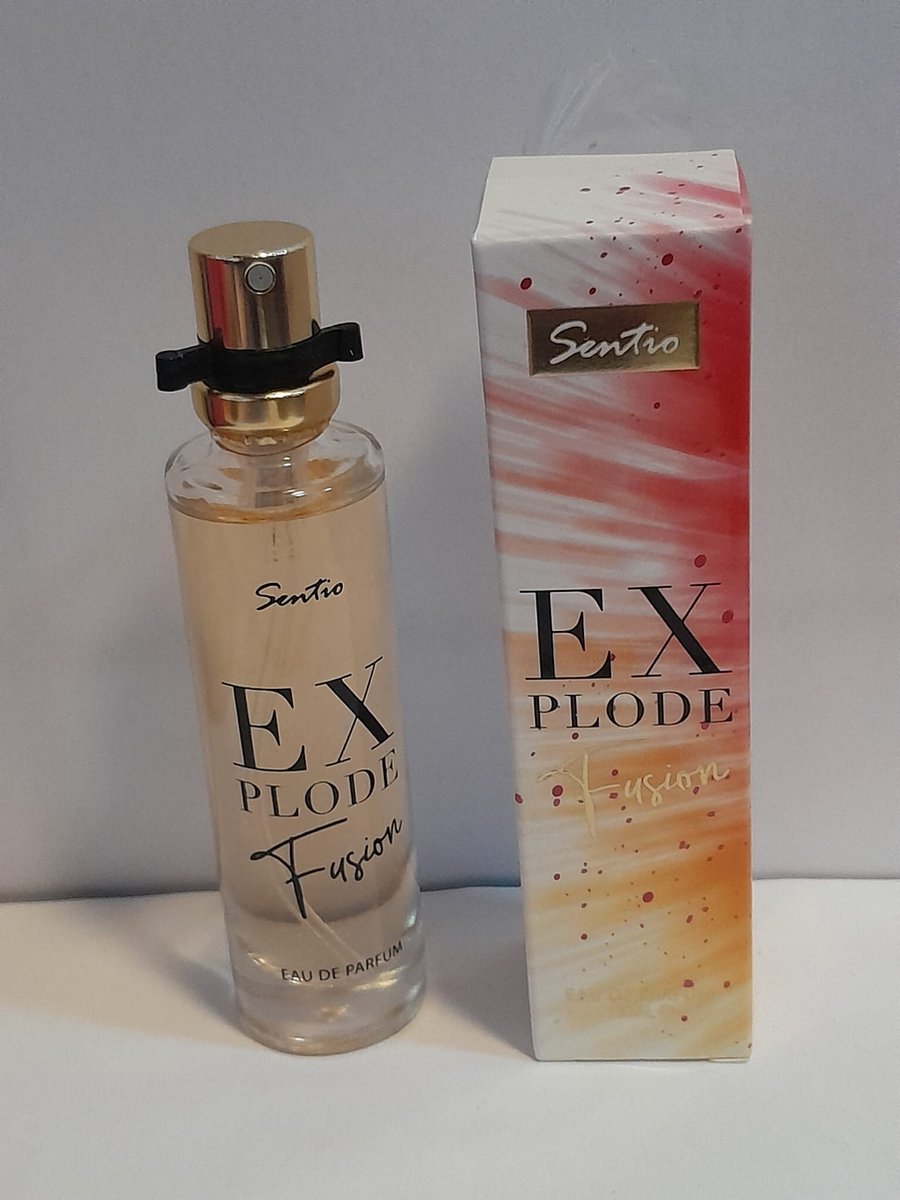 Sentio
EX
PLODE
Fusion
EAU DE PARFUM
Sentio
EX
PLODE
Fusion